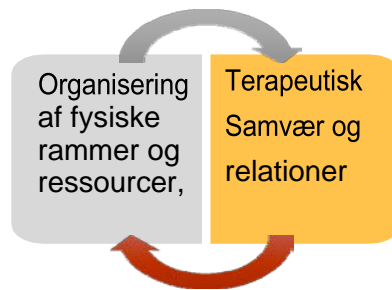 Organisering
af fysiske
rammer og
ressourcer,
Terapeutisk
Samvær og
relationer